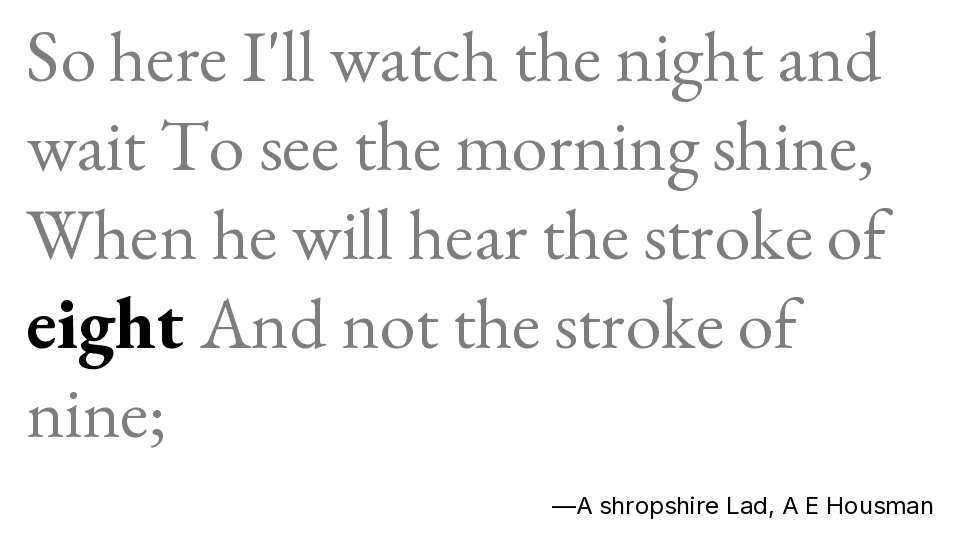 So here I'll watch the night and
wait To see the morning shine,
When he will hear the stroke of
eight And not the stroke of
nine;
—A shropshire Lad, A E Housman